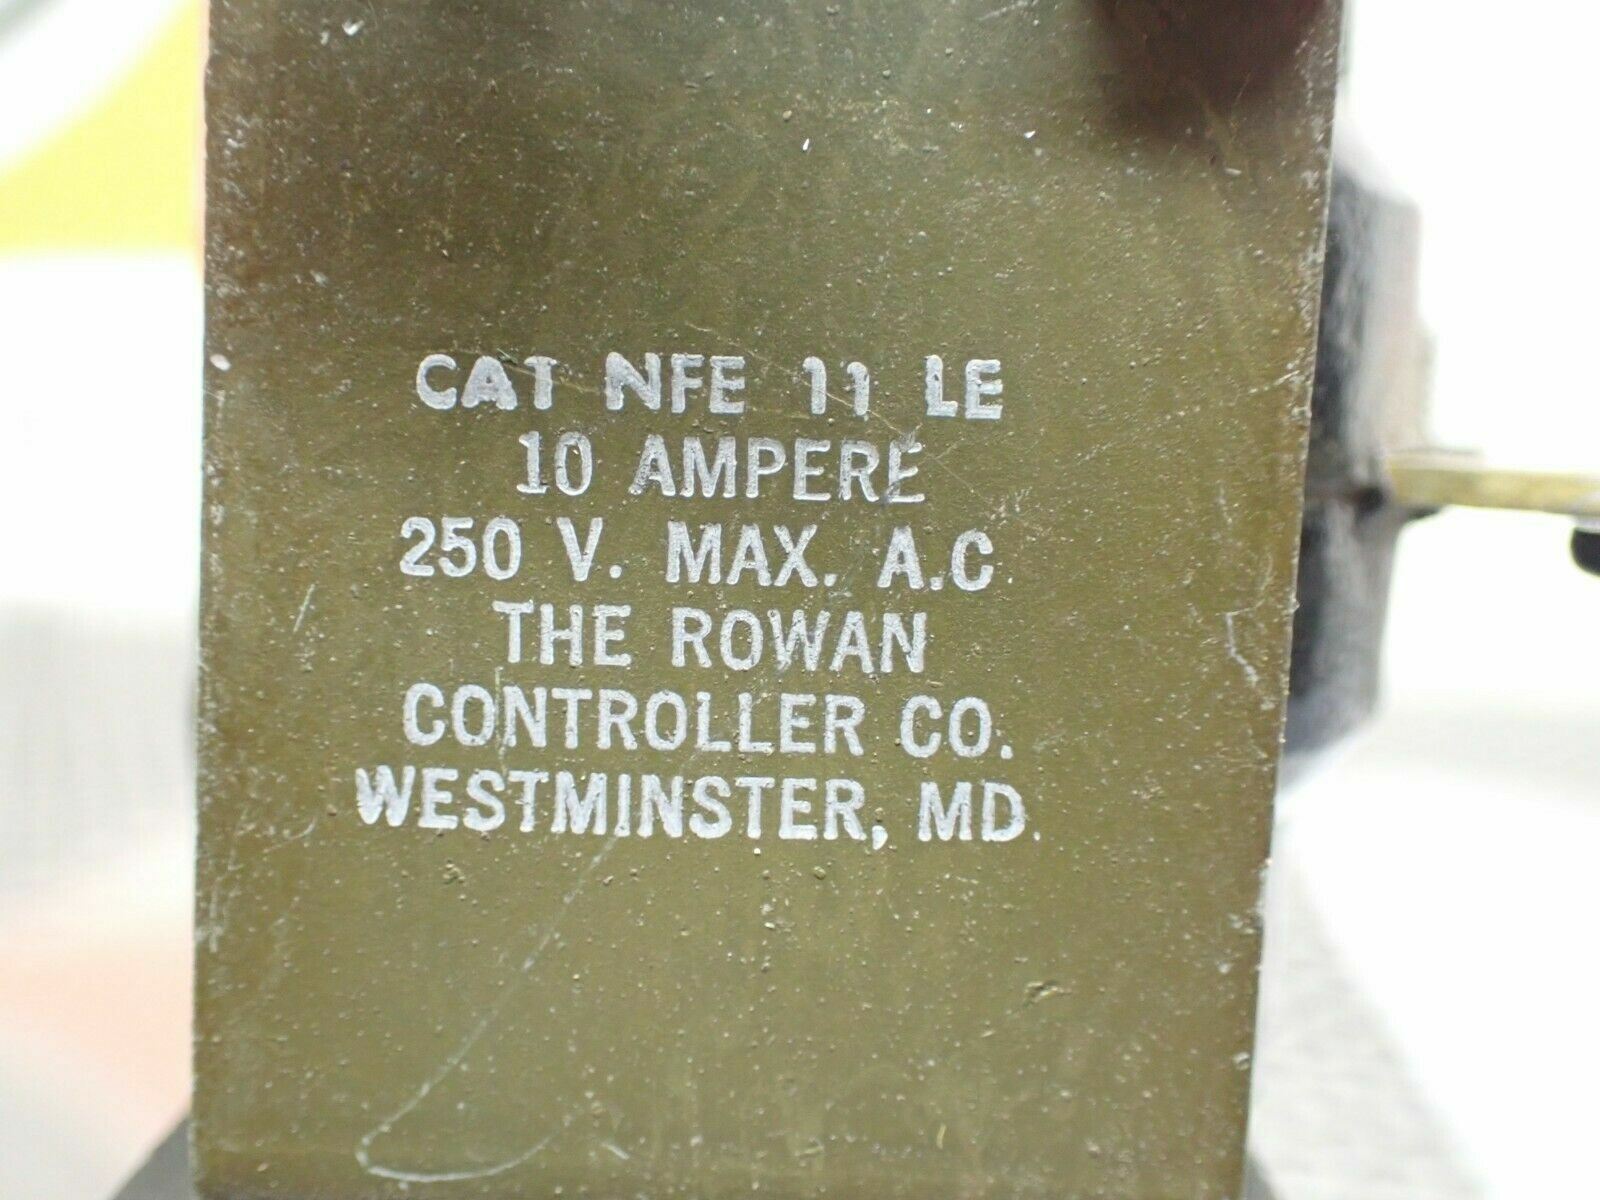 CAT NFE 11 LE
10 AMPERE
250 V. MAX. A.C
THE ROWAN
CONTROLLER CO.
WESTMINSTER, MD.